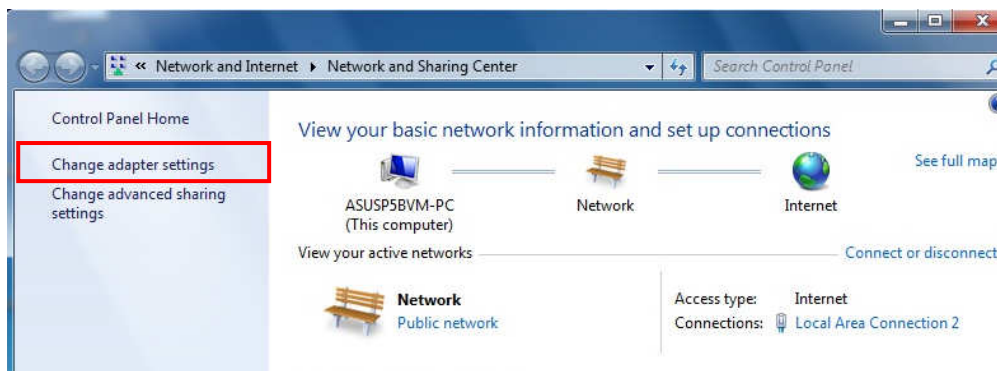 « Network and Internet ▸ Network and Sharing Center
Search Control Panel
Control Panel Home
Change adapter settings
Change advanced sharing
settings
View your basic network information and set up connections
See full map
ASUSP5BVM-PC
(This computer)
Network
Internet
View your active networks
Connect or disconnect
Network
Public network
Access type: Internet
Connections: Local Area Connection 2